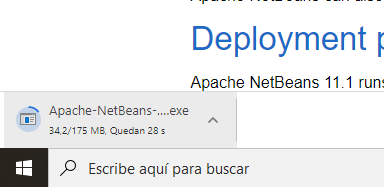 Deployment p
Apache NetBeans 11.1 runs
Apache-NetBeans-....exe
34,2/175 MB, Quedan 28 s
Escribe aquí para buscar